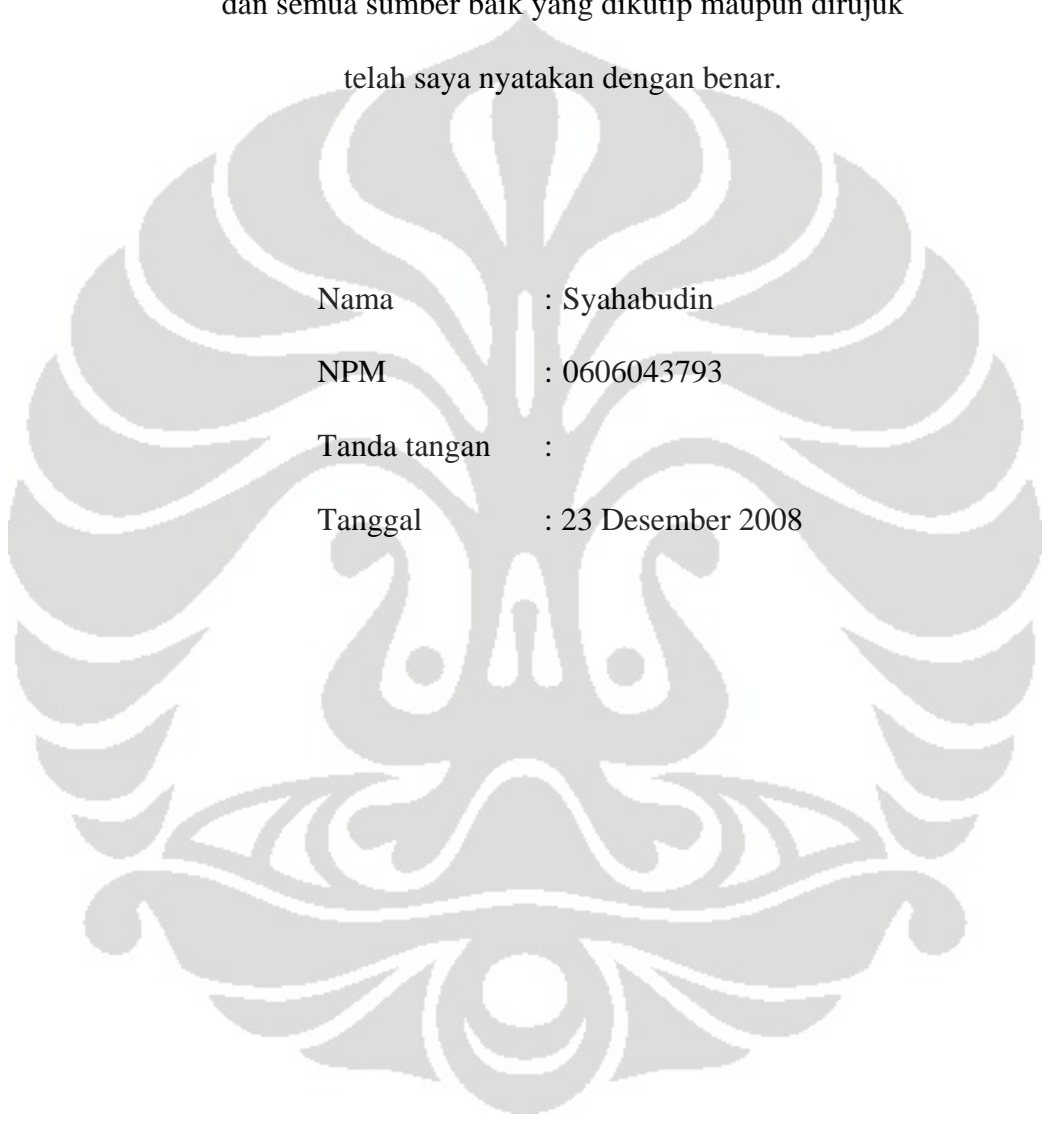 dan semua sumber baik yang dikutip maupun dirujuk
telah saya nyatakan dengan benar.
Nama : Syahabudin
NPM : 0606043793
Tanda tangan :
Tanggal : 23 Desember 2008